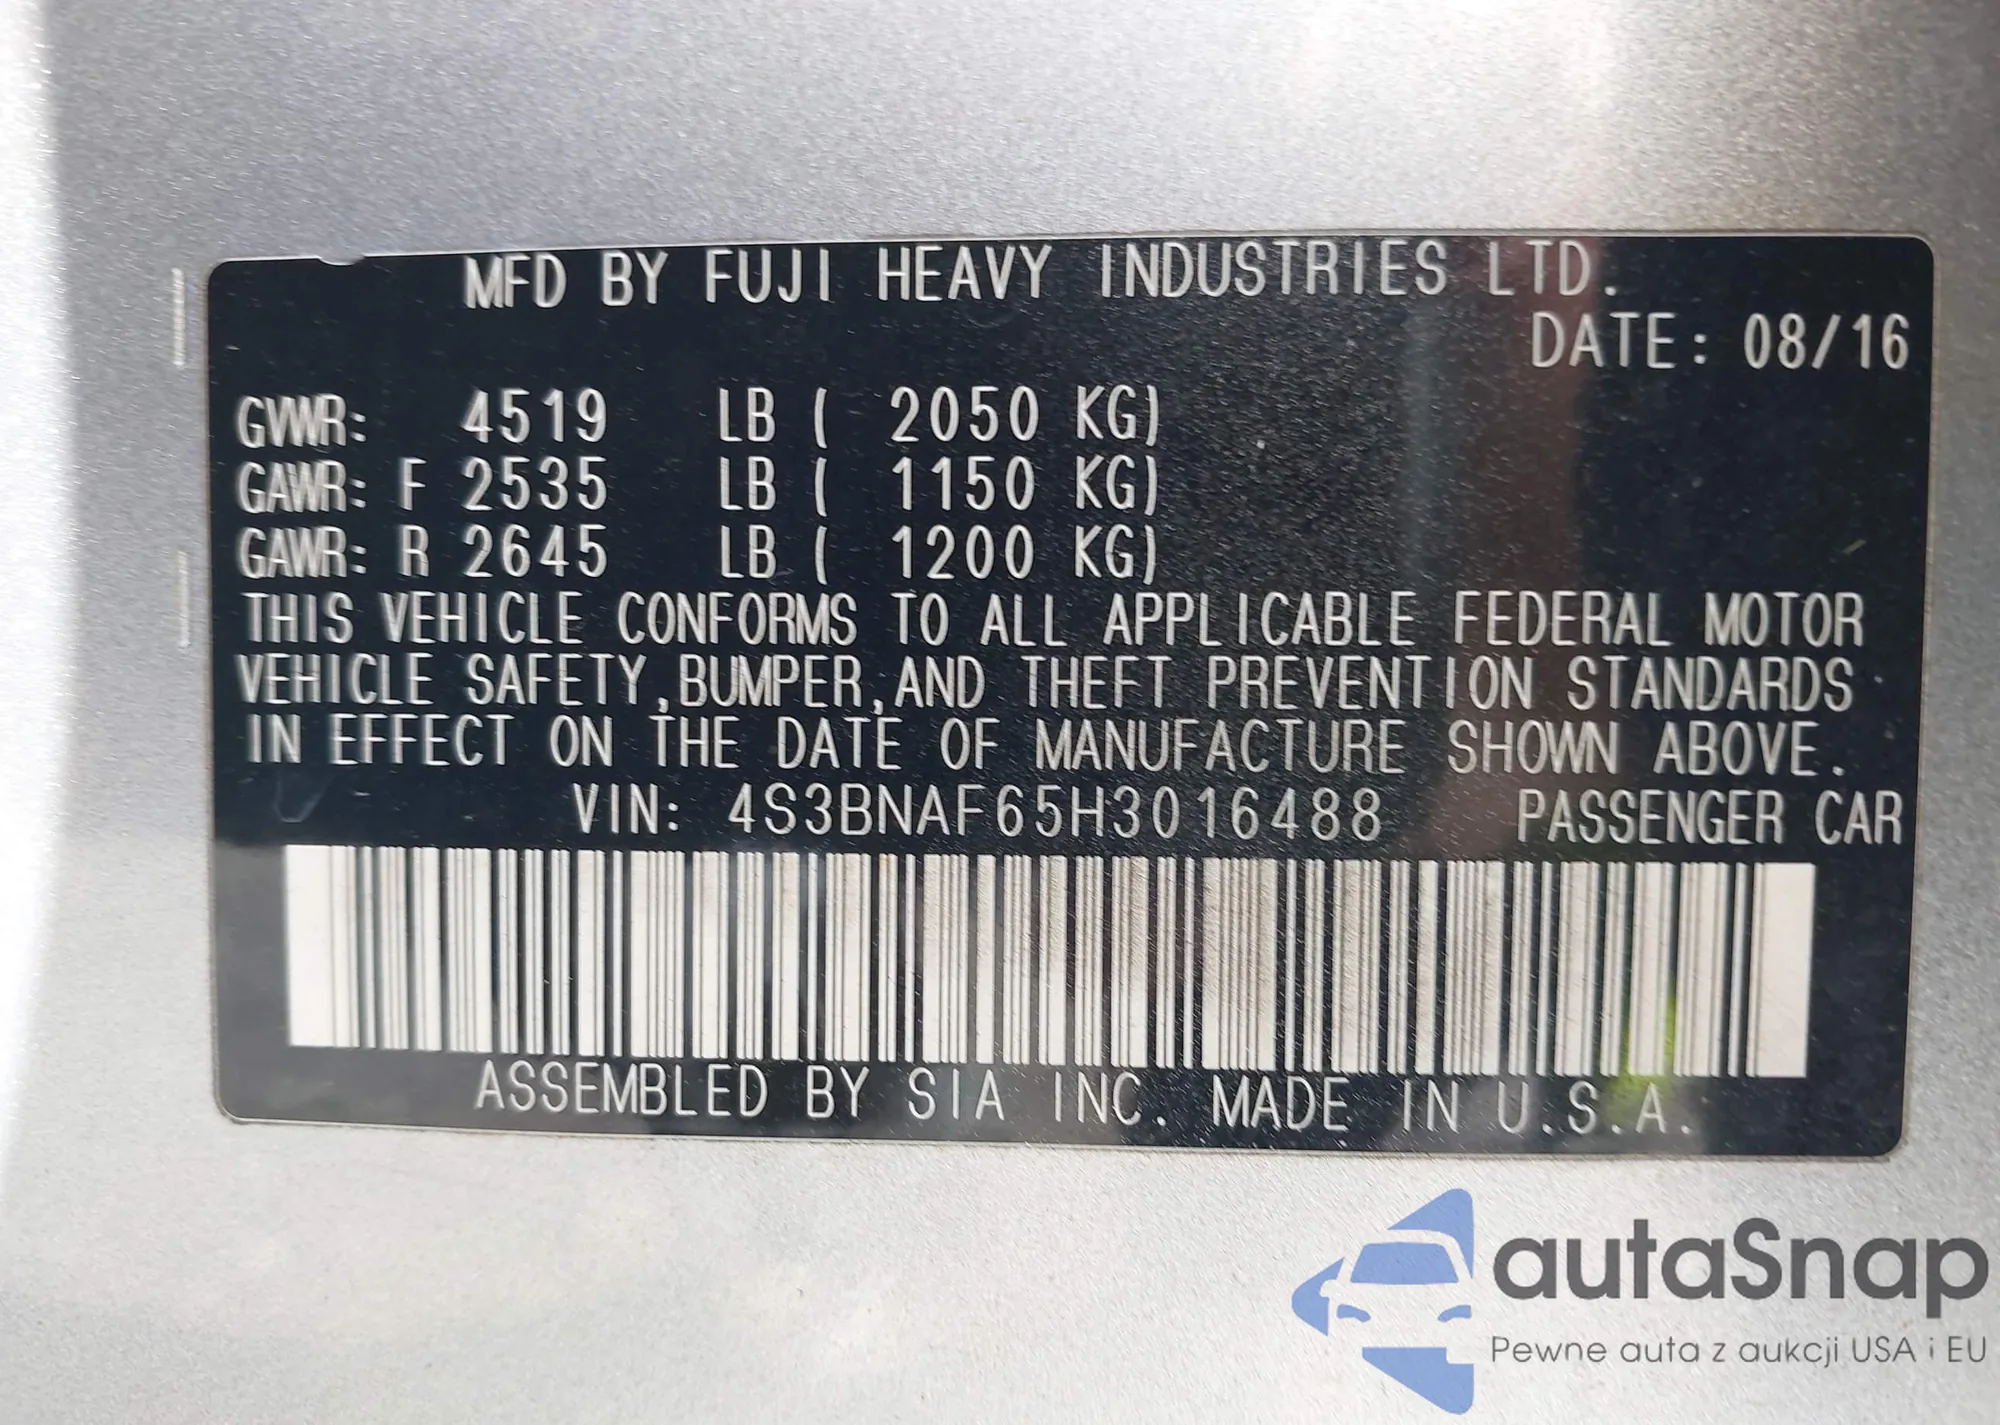 MFD BY FUJI HEAVY INDUSTRIES LTD.
DATE: 08/16
GVWR: 4519 LB ( 2050 KG)
GAWR: F 2535 LB ( 1150 KG)
GAWR: R 2645 LB ( 1200 KG)
THIS VEHICLE CONFORMS TO ALL APPLICABLE FEDERAL MOTOR
VEHICLE SAFETY,BUMPER,AND THEFT PREVENTION STANDARDS
IN EFFECT ON THE DATE OF MANUFACTURE SHOWN ABOVE.
VIN: 4S3BNAF65H3016488 PASSENGER CAR
ASSEMBLED BY SIA INC. MADE IN U.S.A.
autaSnap
Pewne auta z aukcji USA i EU